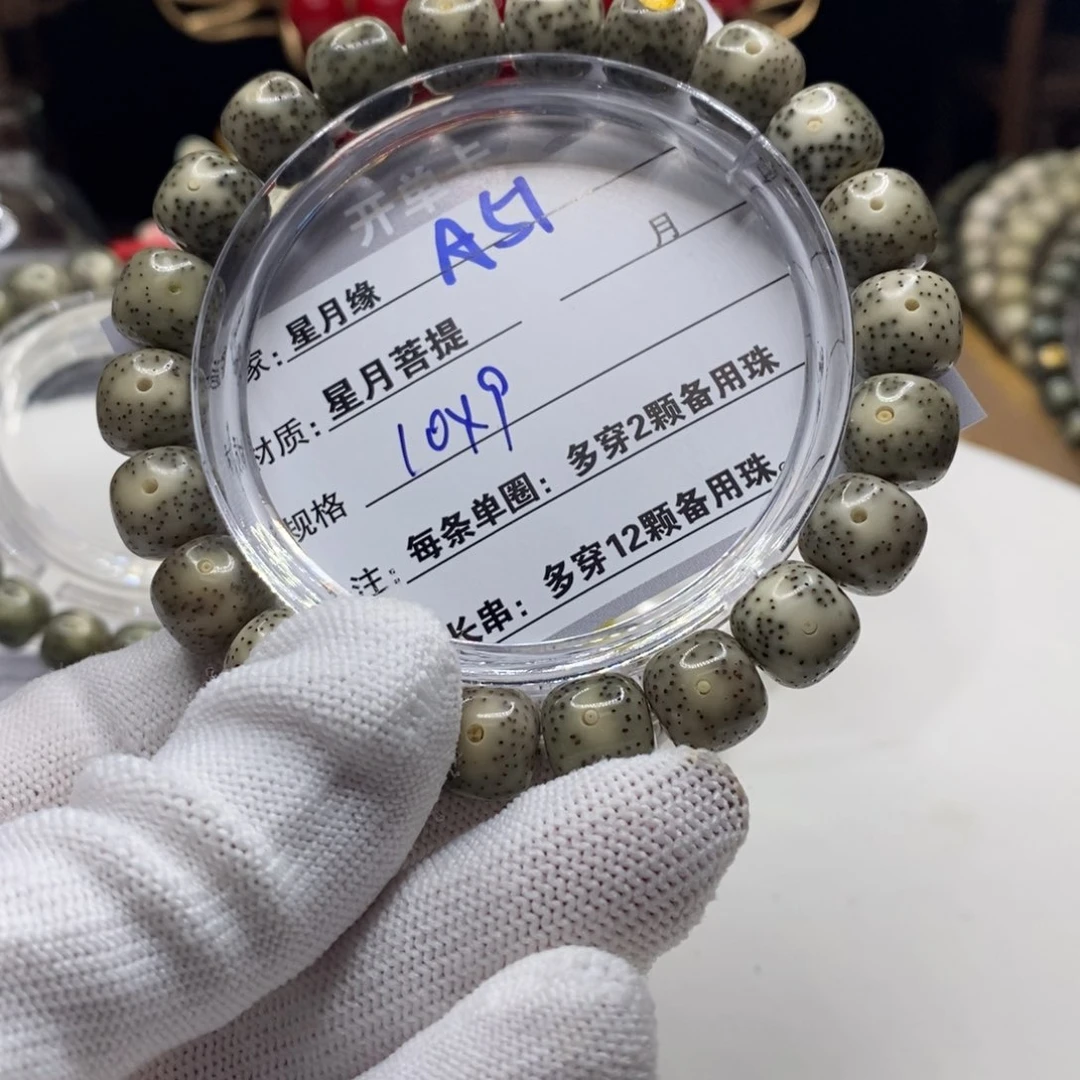 开单卡
A51
家：星月缘
月
材质：星月菩提
规格 10X9
注：每条单圈：多穿2颗备用珠
长串：多穿12颗备用珠。